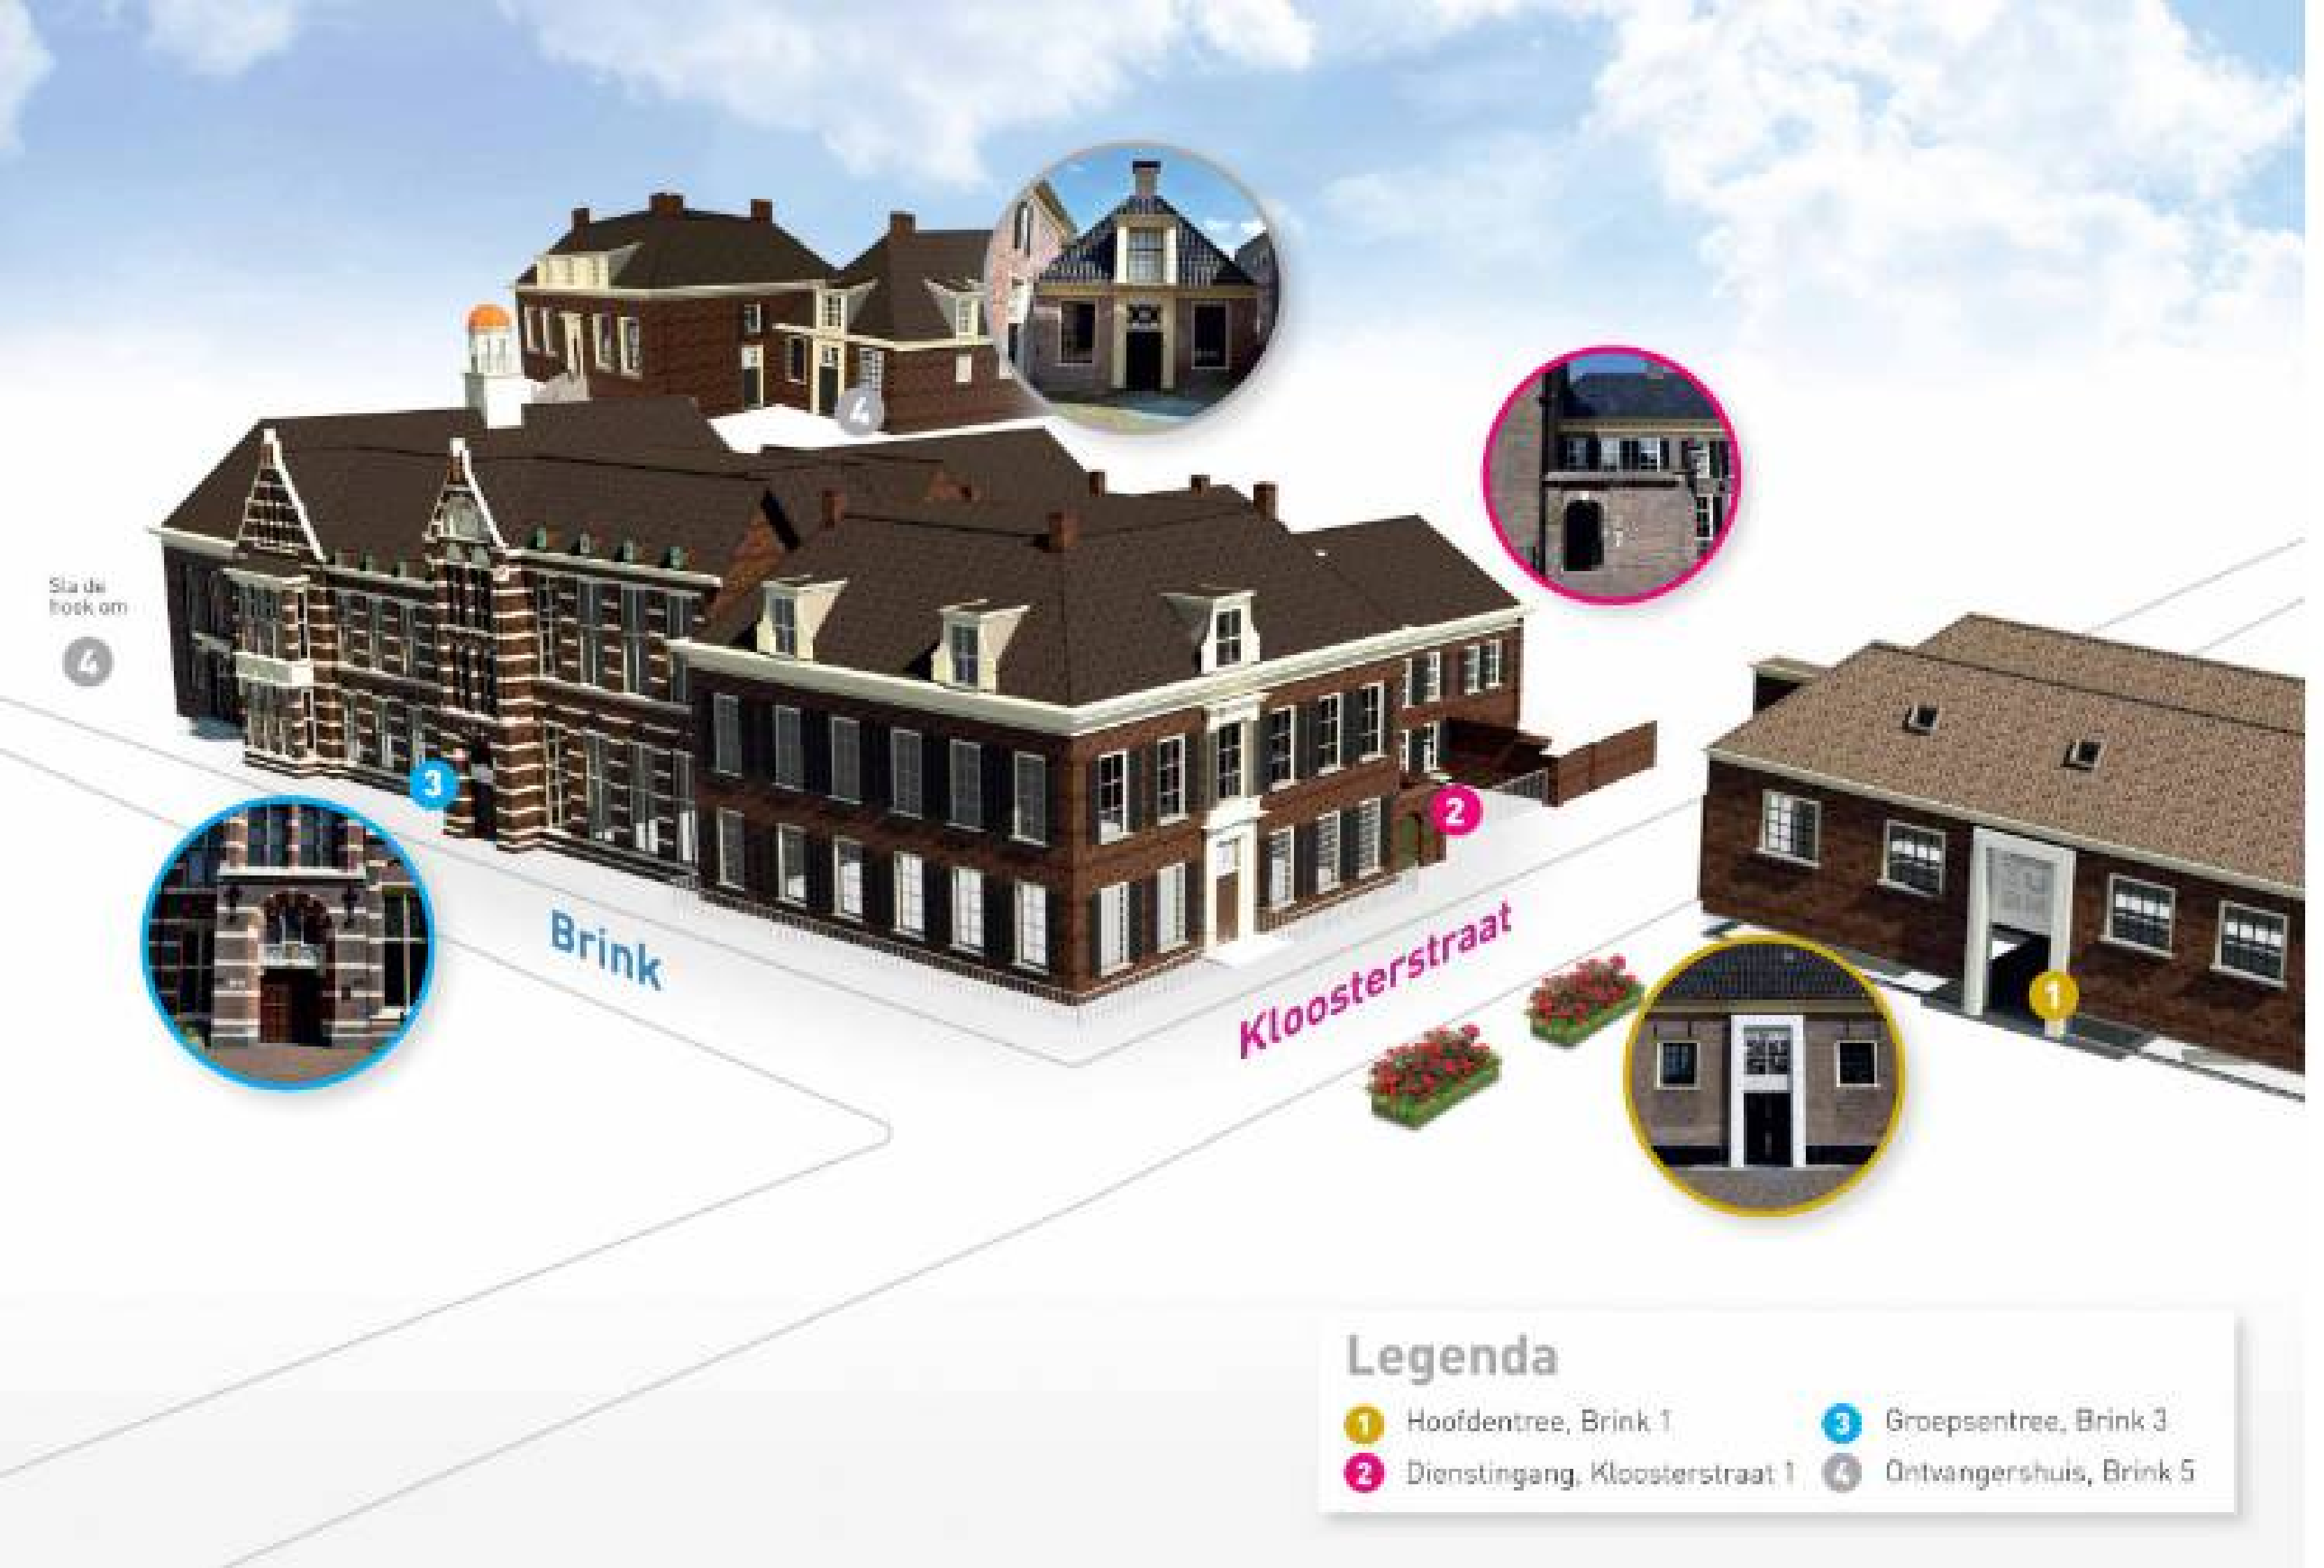 4
Sla de
hoek om
4
3
2
1
Brink
Kloosterstraat
Legenda
1 Hoofdentree, Brink 1
2 Dienstingang, Kloosterstraat 1
3 Groepsentree, Brink 3
4 Ontvangershuis, Brink 5